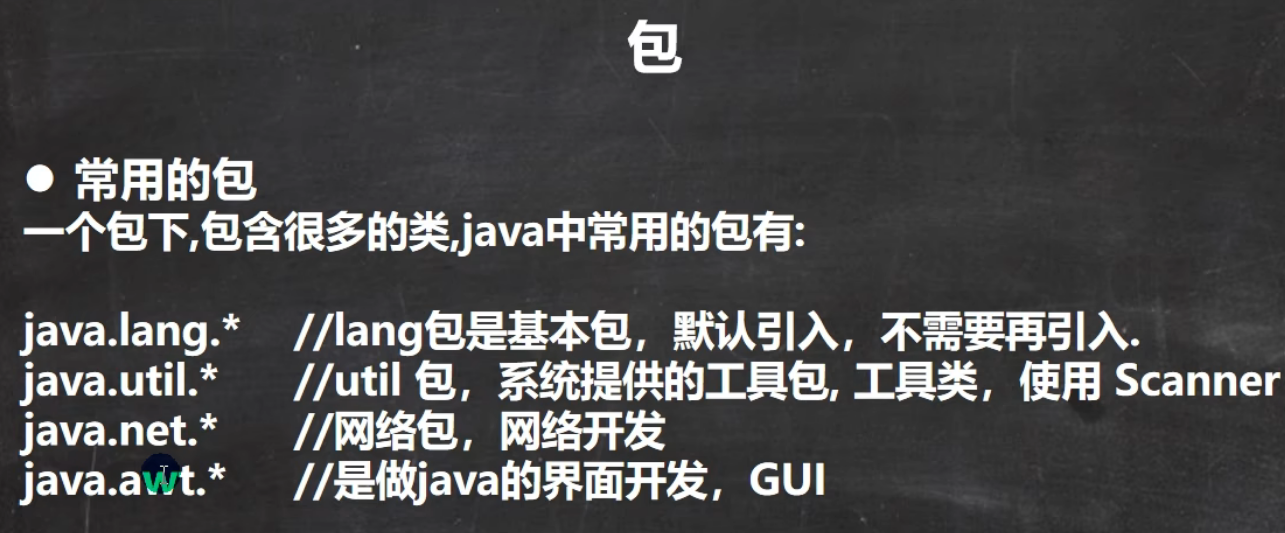 包
● 常用的包
一个包下,包含很多的类,java中常用的包有:
java.lang.* //lang包是基本包，默认引入，不需要再引入.
java.util.* //util 包，系统提供的工具包, 工具类，使用 Scanner
java.net.* //网络包，网络开发
java.awt.* //是做java的界面开发，GUI